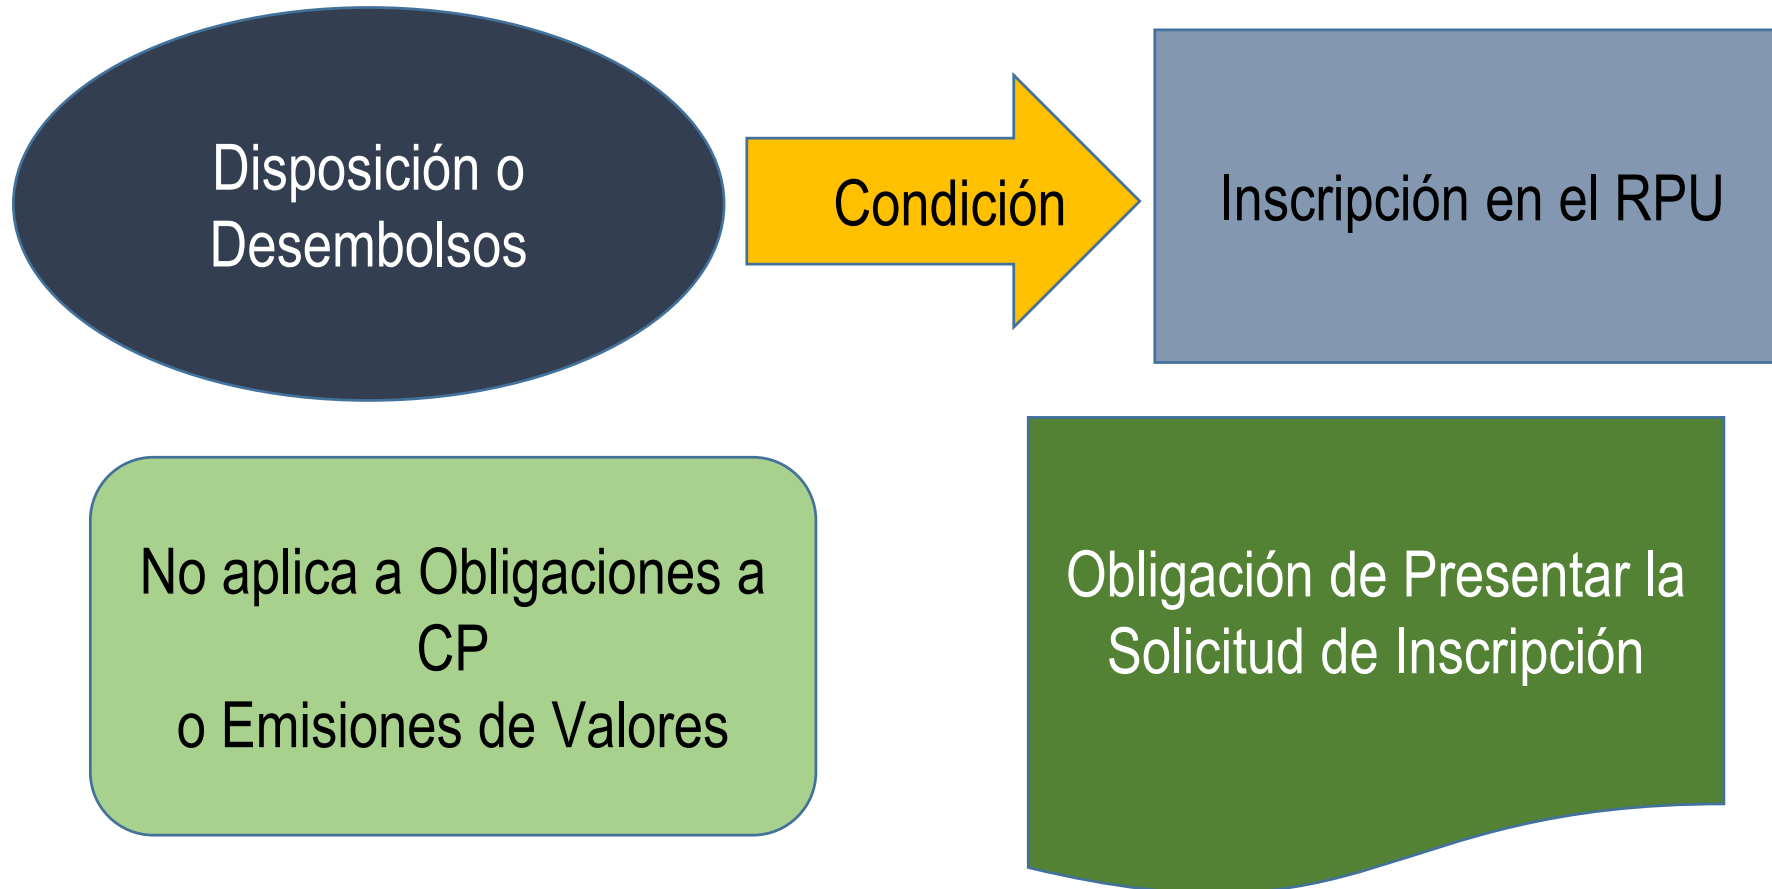 Disposición o
Desembolsos
Condición
Inscripción en el RPU
No aplica a Obligaciones a
CP
o Emisiones de Valores
Obligación de Presentar la
Solicitud de Inscripción